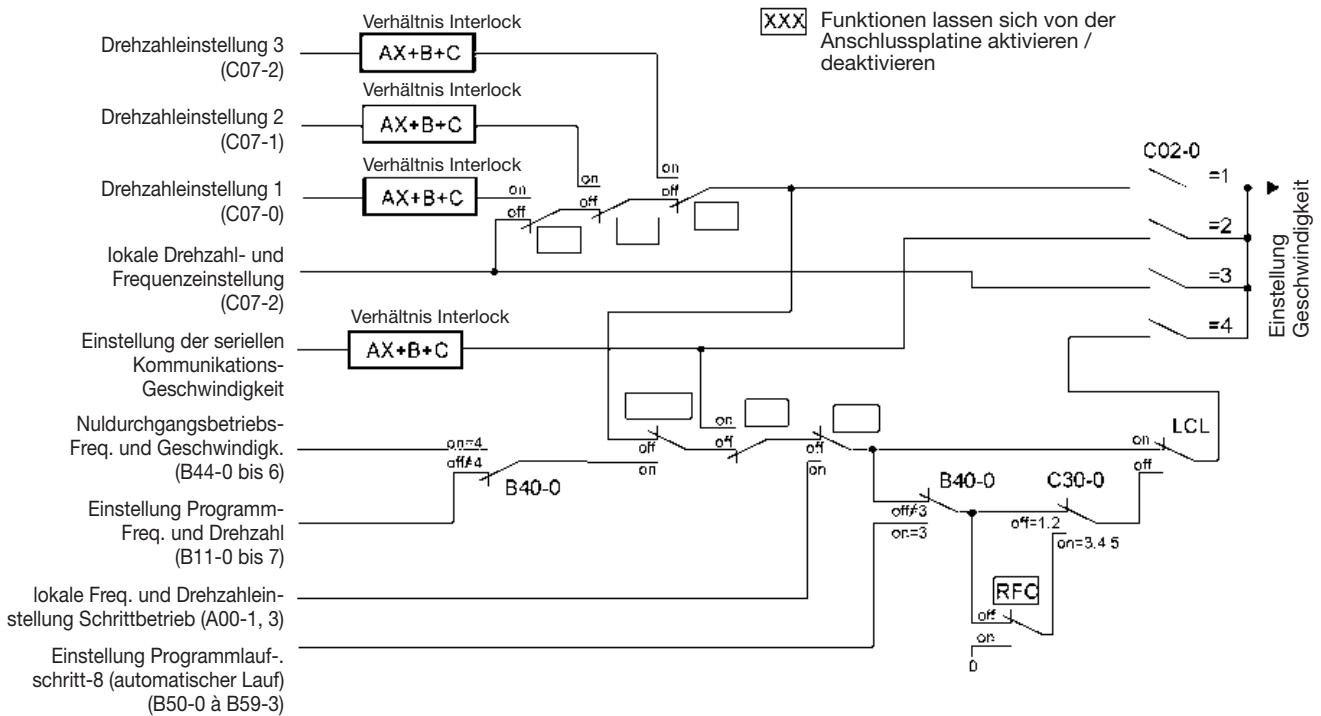 XXX Funktionen lassen sich von der
Anschlussplatine aktivieren /
deaktivieren
Verhältnis Interlock
Drehzahleinstellung 3
(C07-2)
AX+B+C
Verhältnis Interlock
Drehzahleinstellung 2
(C07-1)
AX+B+C
Verhältnis Interlock
Drehzahleinstellung 1
(C07-0)
AX+B+C
on
off
on
off
on
off
C02-0
=1
=2
=3
=4
Einstellung
Geschwindigkeit
lokale Drehzahl- und
Frequenzeinstellung
(C07-2)
Verhältnis Interlock
Einstellung der seriellen
Kommunikations-
Geschwindigkeit
AX+B+C
Nuldurchgangsbetriebs-
Freq. und Geschwindigk.
(B44-0 bis 6)
on=4
off≠4
B40-0
off
on
on
off
off
on
on
LCL
off
Einstellung Programm-
Freq. und Drehzahl
(B11-0 bis 7)
B40-0
off≠3
on=3
C30-0
off=1.2
on=3.4 5
lokale Freq. und Drehzahlein-
stellung Schrittbetrieb (A00-1, 3)
RFC
off
on
0
Einstellung Programmlauf-.
schritt-8 (automatischer Lauf)
(B50-0 à B59-3)